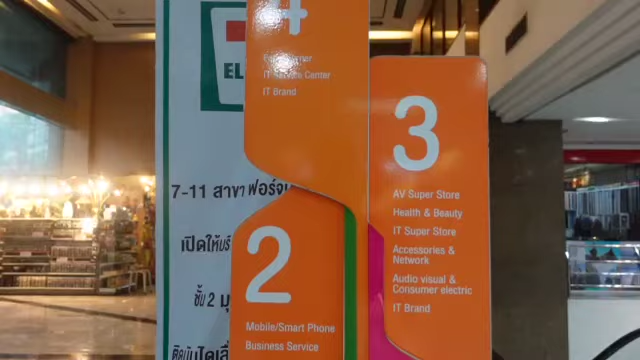 4
IT Service Center
IT Brand
3
AV Super Store
Health & Beauty
IT Super Store
Accessories &
Network
Audio visual &
Consumer electric
IT Brand
2
Mobile/Smart Phone
Business Service
EL
7-11 สาขา ฟอร์จู
เปิดให้บริ
ชั้น 2 มุ